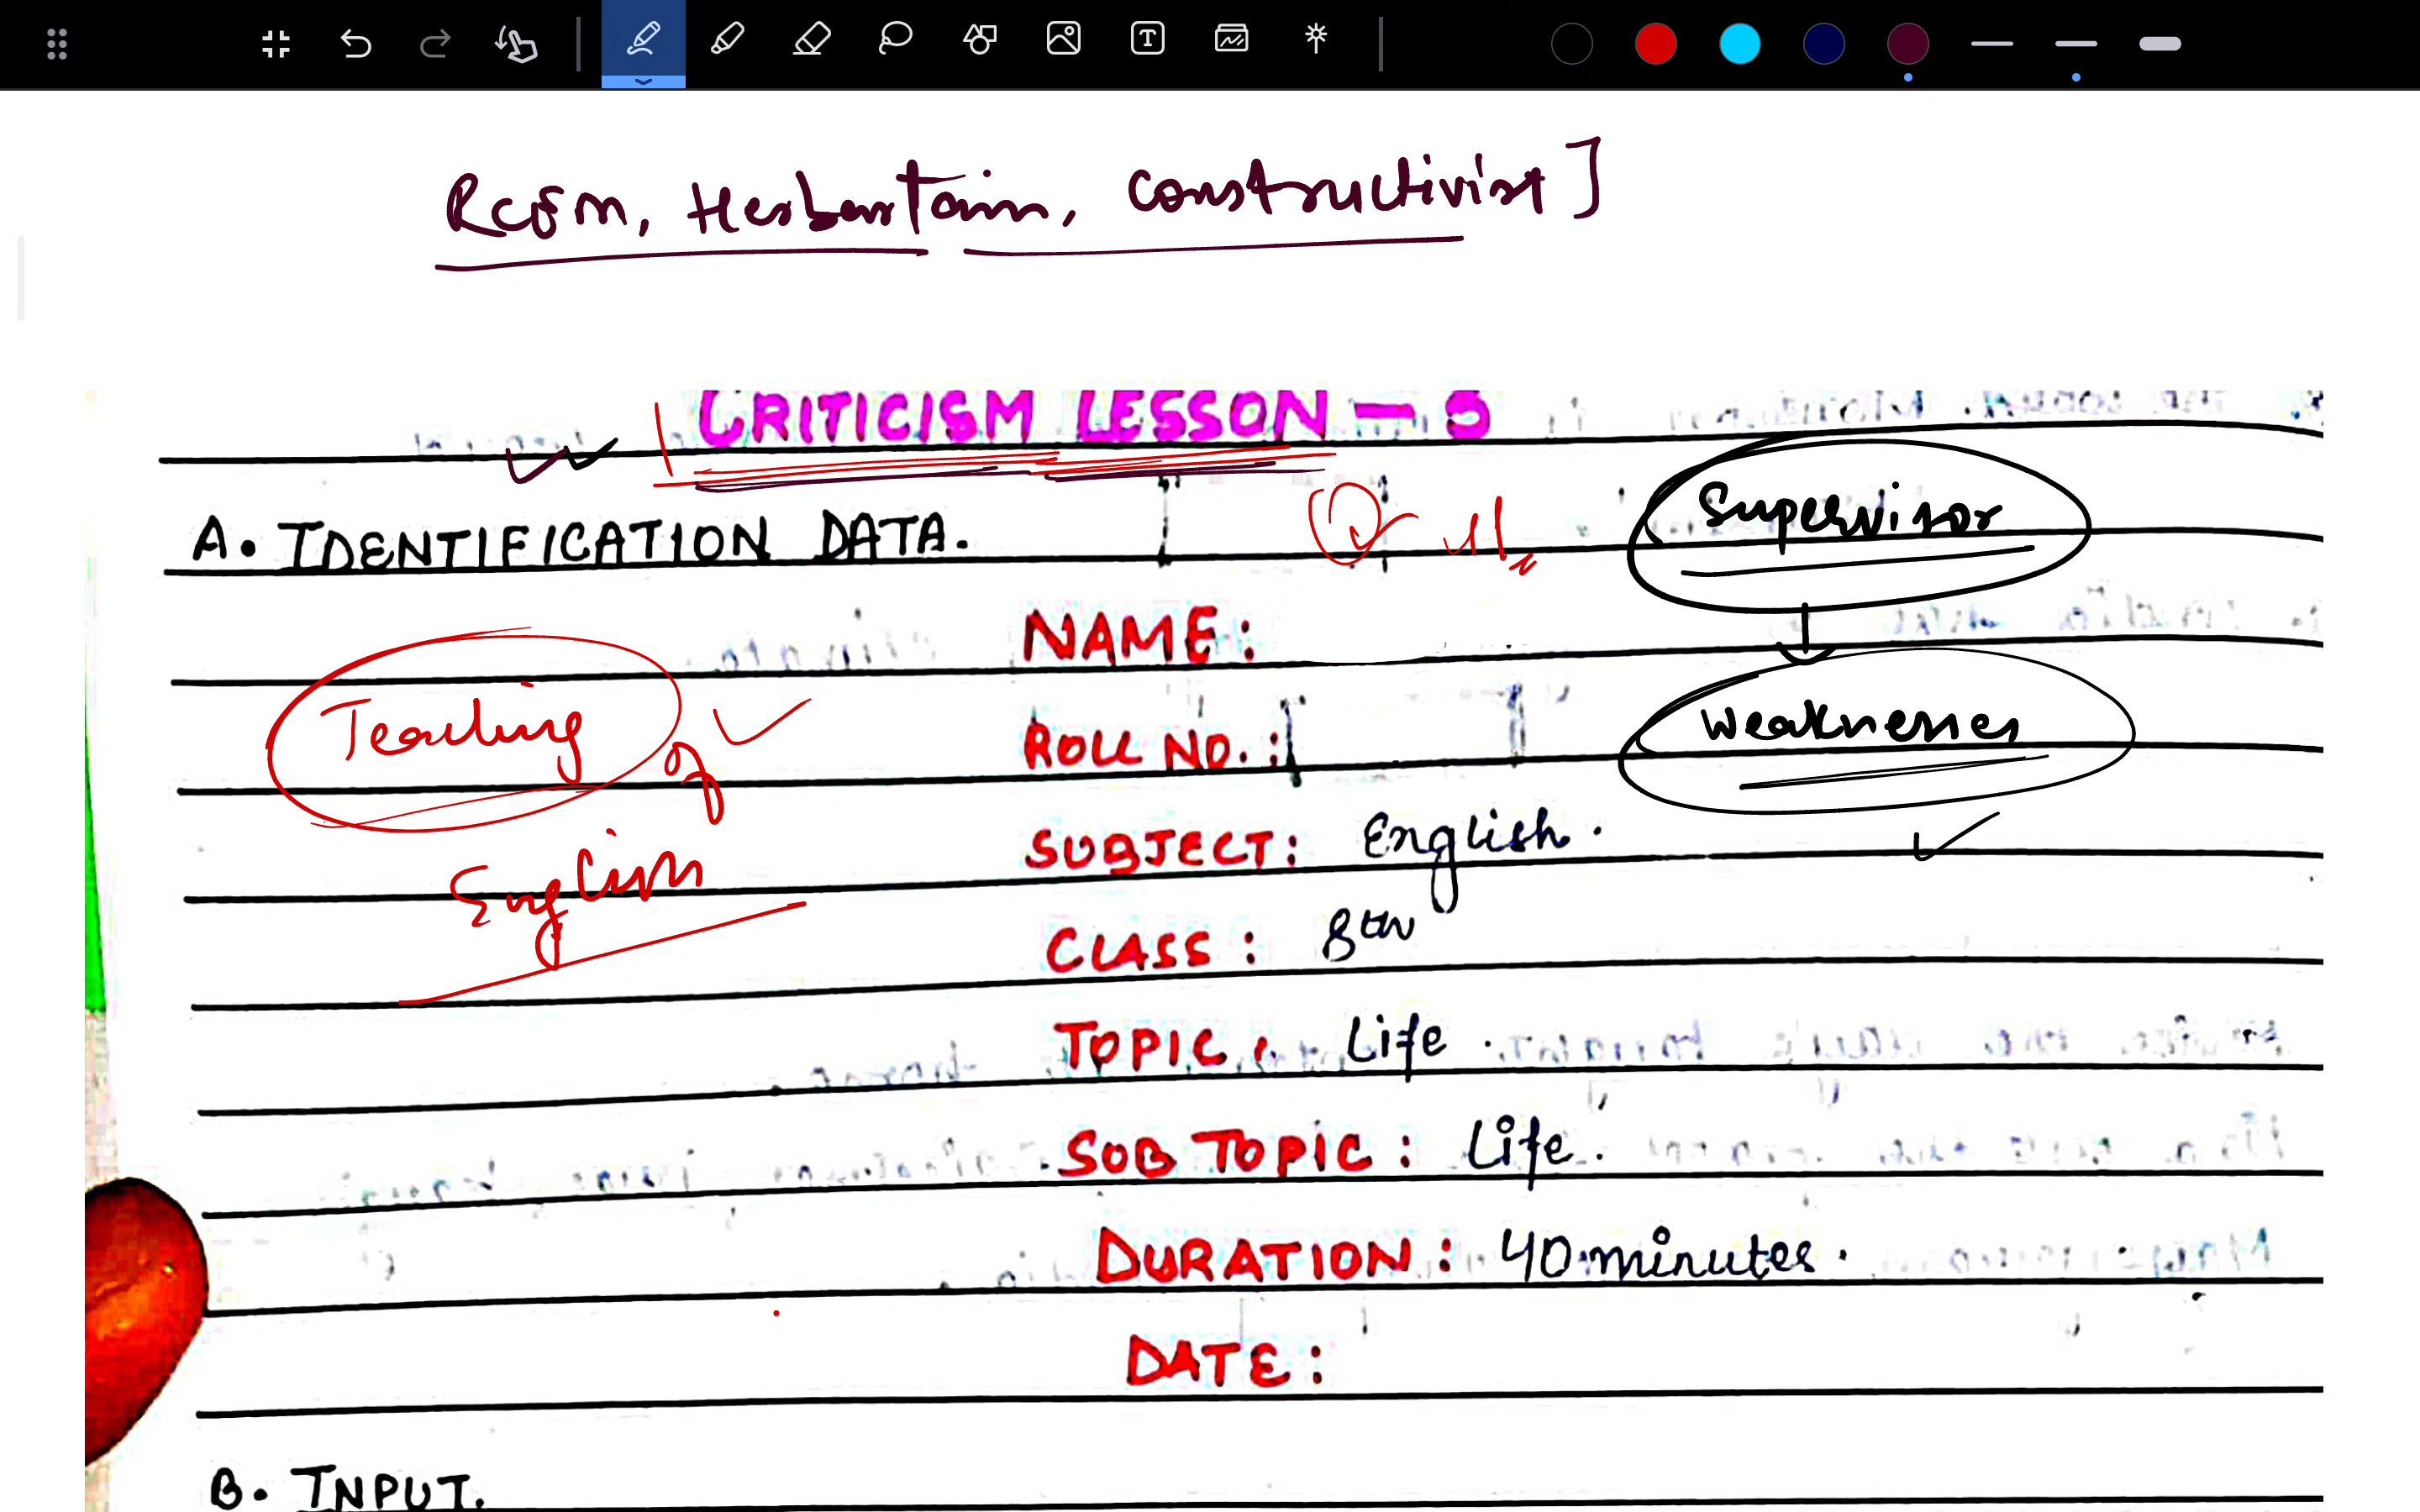 RCEM, Herbartain, Constructivist]
CRITICISM LESSON - 5
A. IDENTIFICATION DATA.
Supervisor
NAME:
Teaching of
ROLL NO.:
Weaknesses
SUBJECT: English.
English
CLASS: 8th
TOPIC: Life.
SUB TOPIC: Life.
DURATION: 40 minutes.
DATE:
B. INPUT.